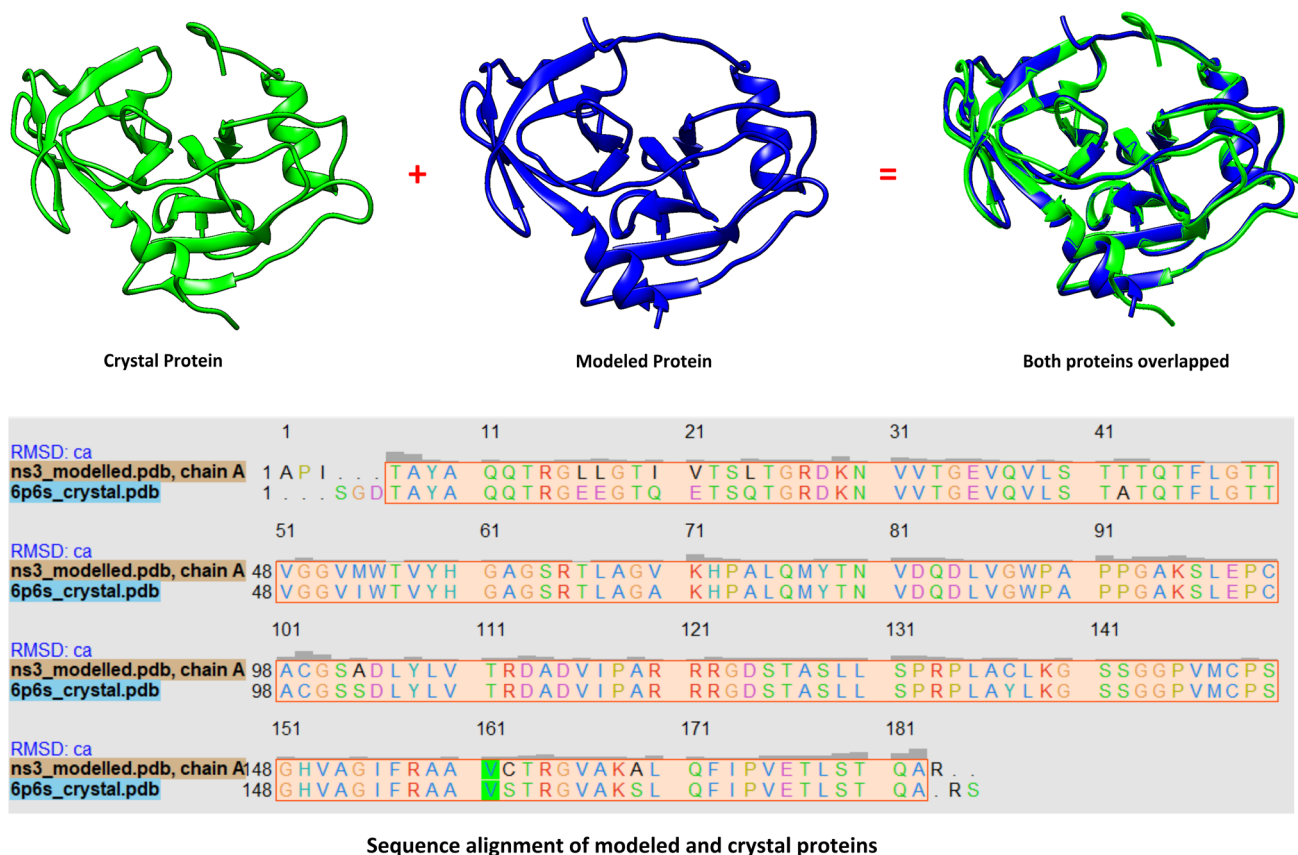 +
=
Crystal Protein
Modeled Protein
Both proteins overlapped
1 11 21 31 41
RMSD: ca
ns3_modelled.pdb, chain A 1 A P I . . . T A Y A Q Q T R G L L G T I V T S L T G R D K N V V T G E V Q V L S T T T Q T F L G T T
6p6s_crystal.pdb 1 . . . S G D T A Y A Q Q T R G E E G T Q E T S Q T G R D K N V V T G E V Q V L S T A T Q T F L G T T
51 61 71 81 91
RMSD: ca
ns3_modelled.pdb, chain A 48 V G G V M W T V Y H G A G S R T L A G V K H P A L Q M Y T N V D Q D L V G W P A P P G A K S L E P C
6p6s_crystal.pdb 48 V G G V I W T V Y H G A G S R T L A G A K H P A L Q M Y T N V D Q D L V G W P A P P G A K S L E P C
101 111 121 131 141
RMSD: ca
ns3_modelled.pdb, chain A 98 A C G S A D L Y L V T R D A D V I P A R R R G D S T A S L L S P R P L A C L K G S S G G P V M C P S
6p6s_crystal.pdb 98 A C G S S D L Y L V T R D A D V I P A R R R G D S T A S L L S P R P L A Y L K G S S G G P V M C P S
151 161 171 181
RMSD: ca
ns3_modelled.pdb, chain A 148 G H V A G I F R A A V C T R G V A K A L Q F I P V E T L S T Q A R . .
6p6s_crystal.pdb 148 G H V A G I F R A A V S T R G V A K S L Q F I P V E T L S T Q A . R S
Sequence alignment of modeled and crystal proteins